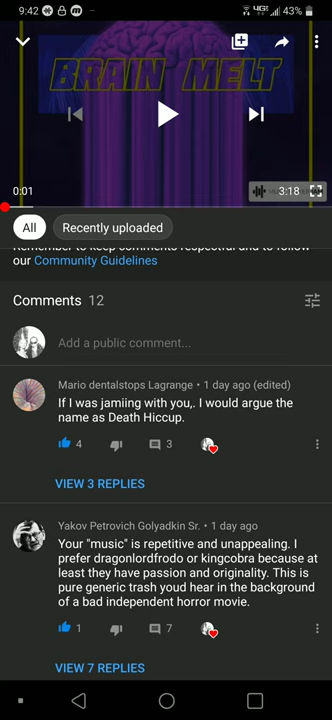 9:42
4G
43%
BRAIN MELT
0:01
3:18
All
Recently uploaded
Remember to keep comments respectful and to follow
our Community Guidelines
Comments 12
Add a public comment...
Mario dentalstops Lagrange • 1 day ago (edited)
If I was jamiing with you,. I would argue the
name as Death Hiccup.
4
3
VIEW 3 REPLIES
Yakov Petrovich Golyadkin Sr. • 1 day ago
Your "music" is repetitive and unappealing. I
prefer dragonlordfrodo or kingcobra because at
least they have passion and originality. This is
pure generic trash youd hear in the background
of a bad independent horror movie.
1
7
VIEW 7 REPLIES